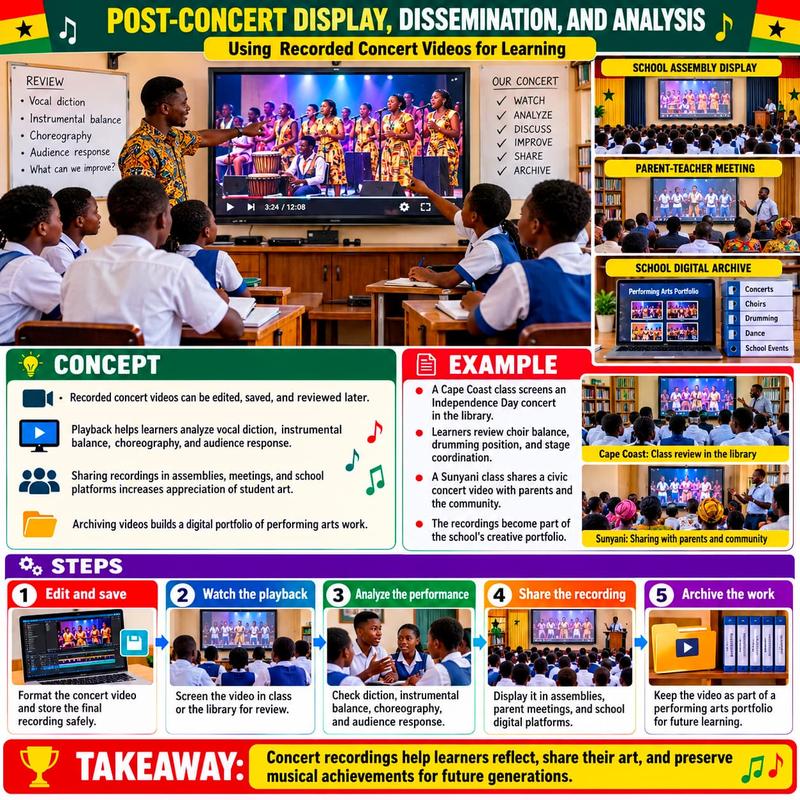 POST-CONCERT DISPLAY, DISSEMINATION, AND ANALYSIS
Using Recorded Concert Videos for Learning
REVIEW
• Vocal diction
• Instrumental balance
• Choreography
• Audience response
• What can we improve?
3:24 / 12:08
OUR CONCERT
✓ WATCH
✓ ANALYZE
✓ DISCUSS
✓ IMPROVE
✓ SHARE
✓ ARCHIVE
SCHOOL ASSEMBLY DISPLAY
PARENT-TEACHER MEETING
SCHOOL DIGITAL ARCHIVE
Performing Arts Portfolio
Concerts
Choirs
Drumming
Dance
School Events
CONCEPT
• Recorded concert videos can be edited, saved, and reviewed later.
Playback helps learners analyze vocal diction, instrumental
balance, choreography, and audience response.
Sharing recordings in assemblies, meetings, and school
platforms increases appreciation of student art.
Archiving videos builds a digital portfolio of performing arts work.
EXAMPLE
• A Cape Coast class screens an
Independence Day concert
in the library.
• Learners review choir balance,
drumming position, and stage
coordination.
• A Sunyani class shares a civic
concert video with parents and
the community.
• The recordings become part of
the school's creative portfolio.
Cape Coast: Class review in the library
Sunyani: Sharing with parents and community
STEPS
1 Edit and save
Format the concert video
and store the final
recording safely.
2 Watch the playback
Screen the video in class
or the library for review.
3 Analyze the performance
Check diction, instrumental
balance, choreography,
and audience response.
4 Share the recording
Display it in assemblies,
parent meetings, and school
digital platforms.
5 Archive the work
Keep the video as part of a
performing arts portfolio
for future learning.
TAKEAWAY:
Concert recordings help learners reflect, share their art, and preserve
musical achievements for future generations.